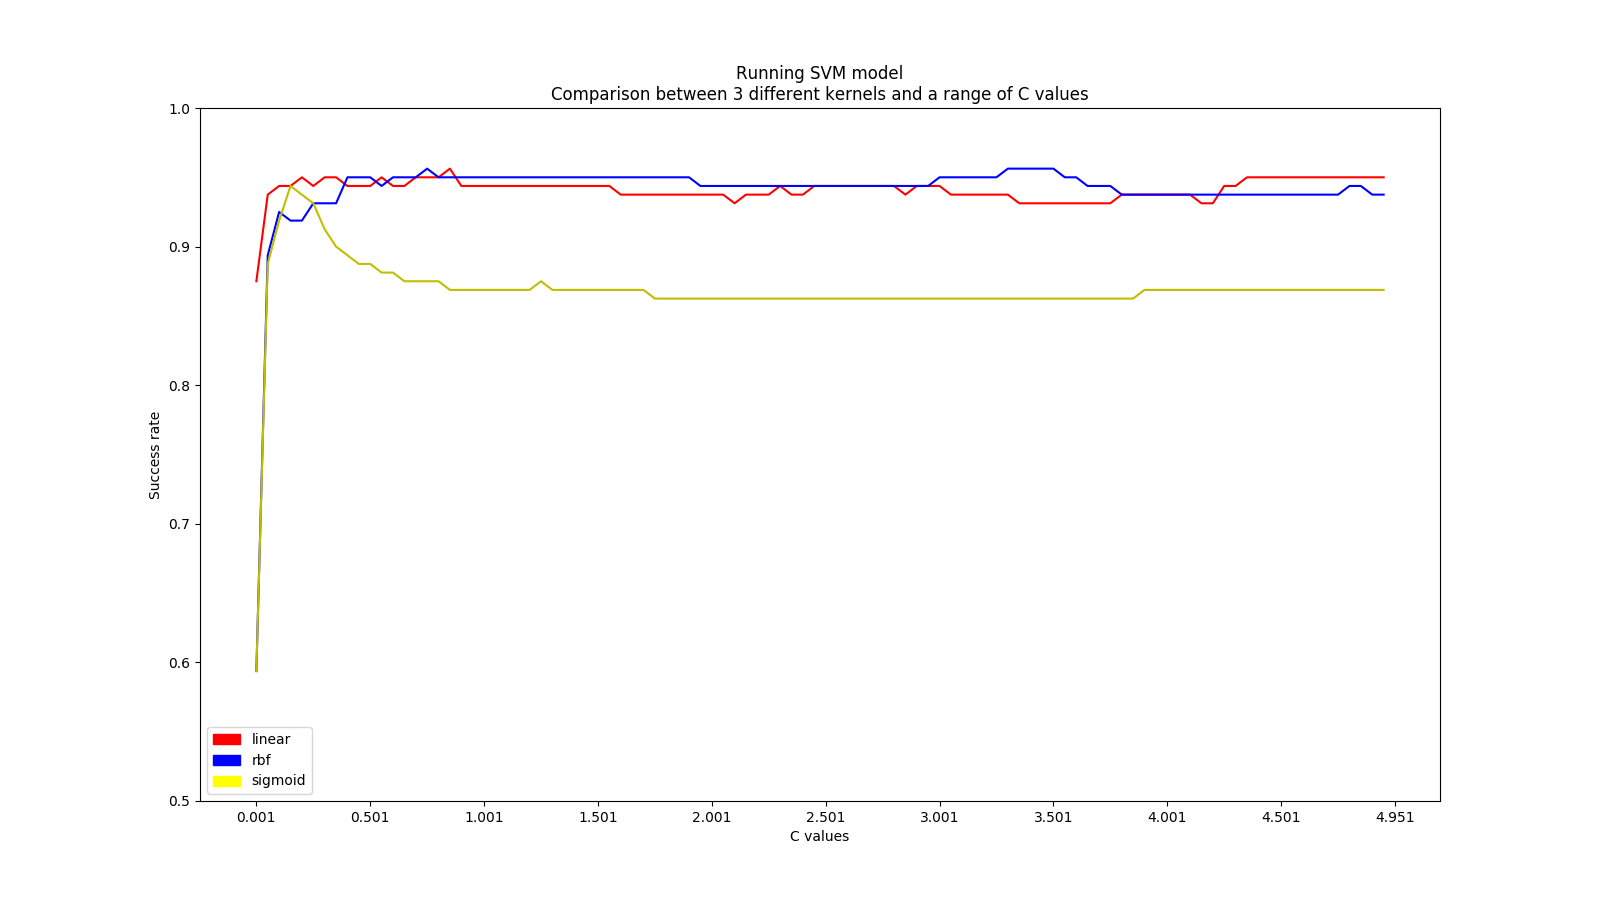 Running SVM model
Comparison between 3 different kernels and a range of C values
1.0
0.9
0.8
0.7
0.6
0.5
Success rate
linear
rbf
sigmoid
0.001 0.501 1.001 1.501 2.001 2.501 3.001 3.501 4.001 4.501 4.951
C values